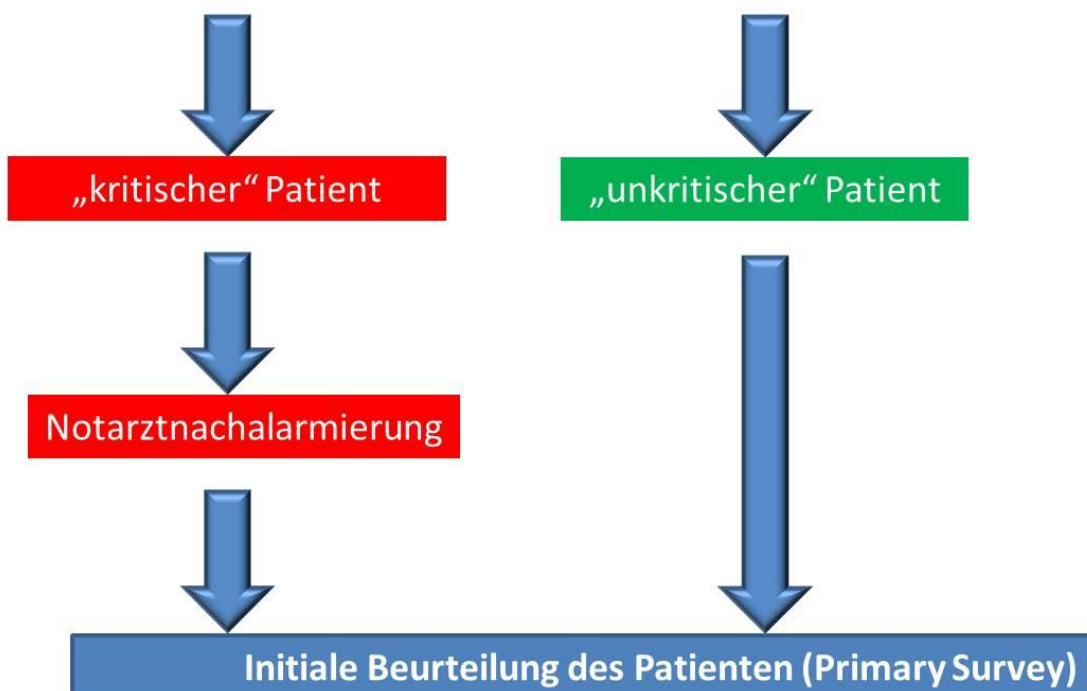 „kritischer“ Patient
„unkritischer“ Patient
Notarztnachalarmierung
Initiale Beurteilung des Patienten (Primary Survey)